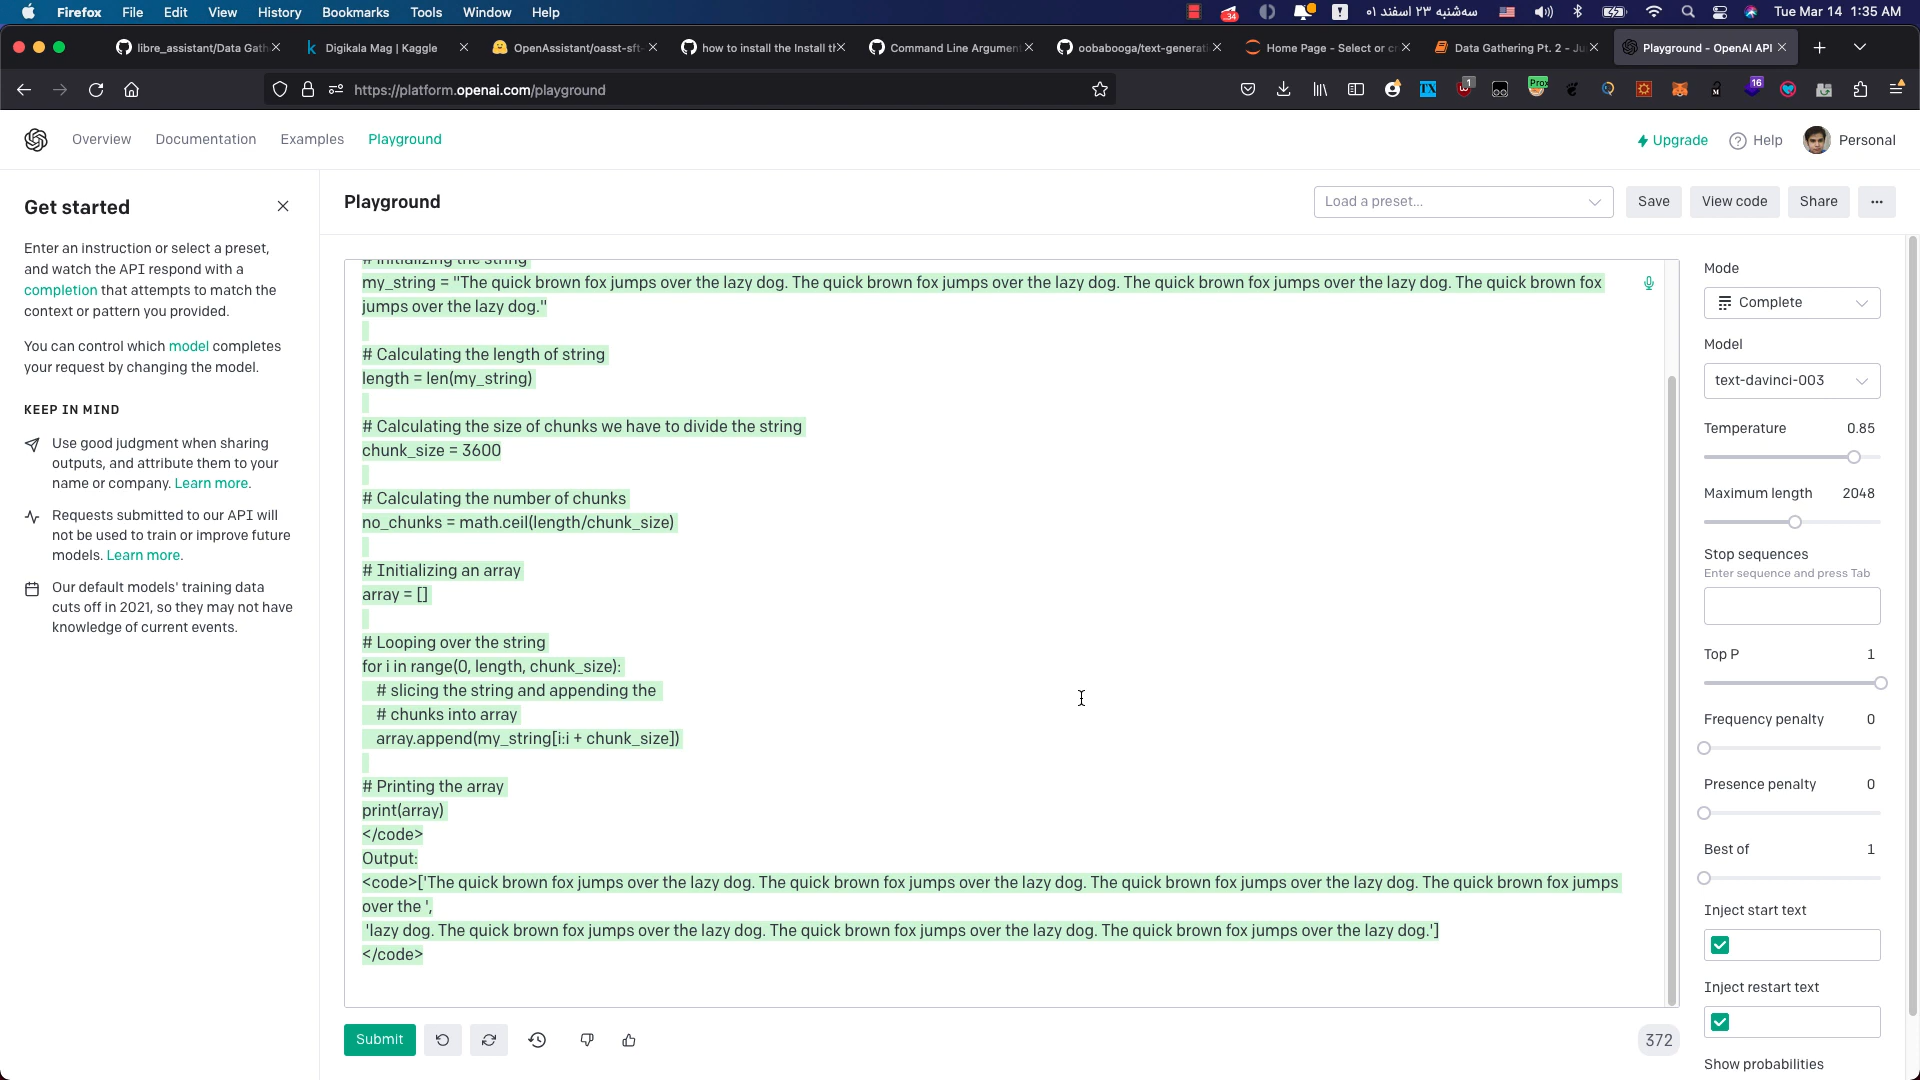 Firefox File Edit View History Bookmarks Tools Window Help
34
سه‌شنبه ۲۳ اسفند ۰۱
Tue Mar 14 1:35 AM
libre_assistant/Data Gath
Digikala Mag | Kaggle
OpenAssistant/oasst-sft-
how to install the Install th
Command Line Argument
oobabooga/text-generati
Home Page - Select or cr
Data Gathering Pt. 2 - Ju
Playground - OpenAI API
https://platform.openai.com/playground
1
Prox
16
Overview Documentation Examples Playground
Upgrade Help Personal
Get started
Enter an instruction or select a preset,
and watch the API respond with a
completion that attempts to match the
context or pattern you provided.
You can control which model completes
your request by changing the model.
KEEP IN MIND
Use good judgment when sharing
outputs, and attribute them to your
name or company. Learn more.
Requests submitted to our API will
not be used to train or improve future
models. Learn more.
Our default models' training data
cuts off in 2021, so they may not have
knowledge of current events.
Playground
Load a preset...
Save
View code
Share
...
# Initializing the string
my_string = "The quick brown fox jumps over the lazy dog. The quick brown fox jumps over the lazy dog. The quick brown fox jumps over the lazy dog. The quick brown fox
jumps over the lazy dog."
# Calculating the length of string
length = len(my_string)
# Calculating the size of chunks we have to divide the string
chunk_size = 3600
# Calculating the number of chunks
no_chunks = math.ceil(length/chunk_size)
# Initializing an array
array = []
# Looping over the string
for i in range(0, length, chunk_size):
# slicing the string and appending the
# chunks into array
array.append(my_string[i:i + chunk_size])
# Printing the array
print(array)
</code>
Output:
<code>['The quick brown fox jumps over the lazy dog. The quick brown fox jumps over the lazy dog. The quick brown fox jumps over the lazy dog. The quick brown fox jumps
over the ',
'lazy dog. The quick brown fox jumps over the lazy dog. The quick brown fox jumps over the lazy dog. The quick brown fox jumps over the lazy dog.']
</code>
Submit
372
Mode
Complete
Model
text-davinci-003
Temperature 0.85
Maximum length 2048
Stop sequences
Enter sequence and press Tab
Top P 1
Frequency penalty 0
Presence penalty 0
Best of 1
Inject start text
Inject restart text
Show probabilities